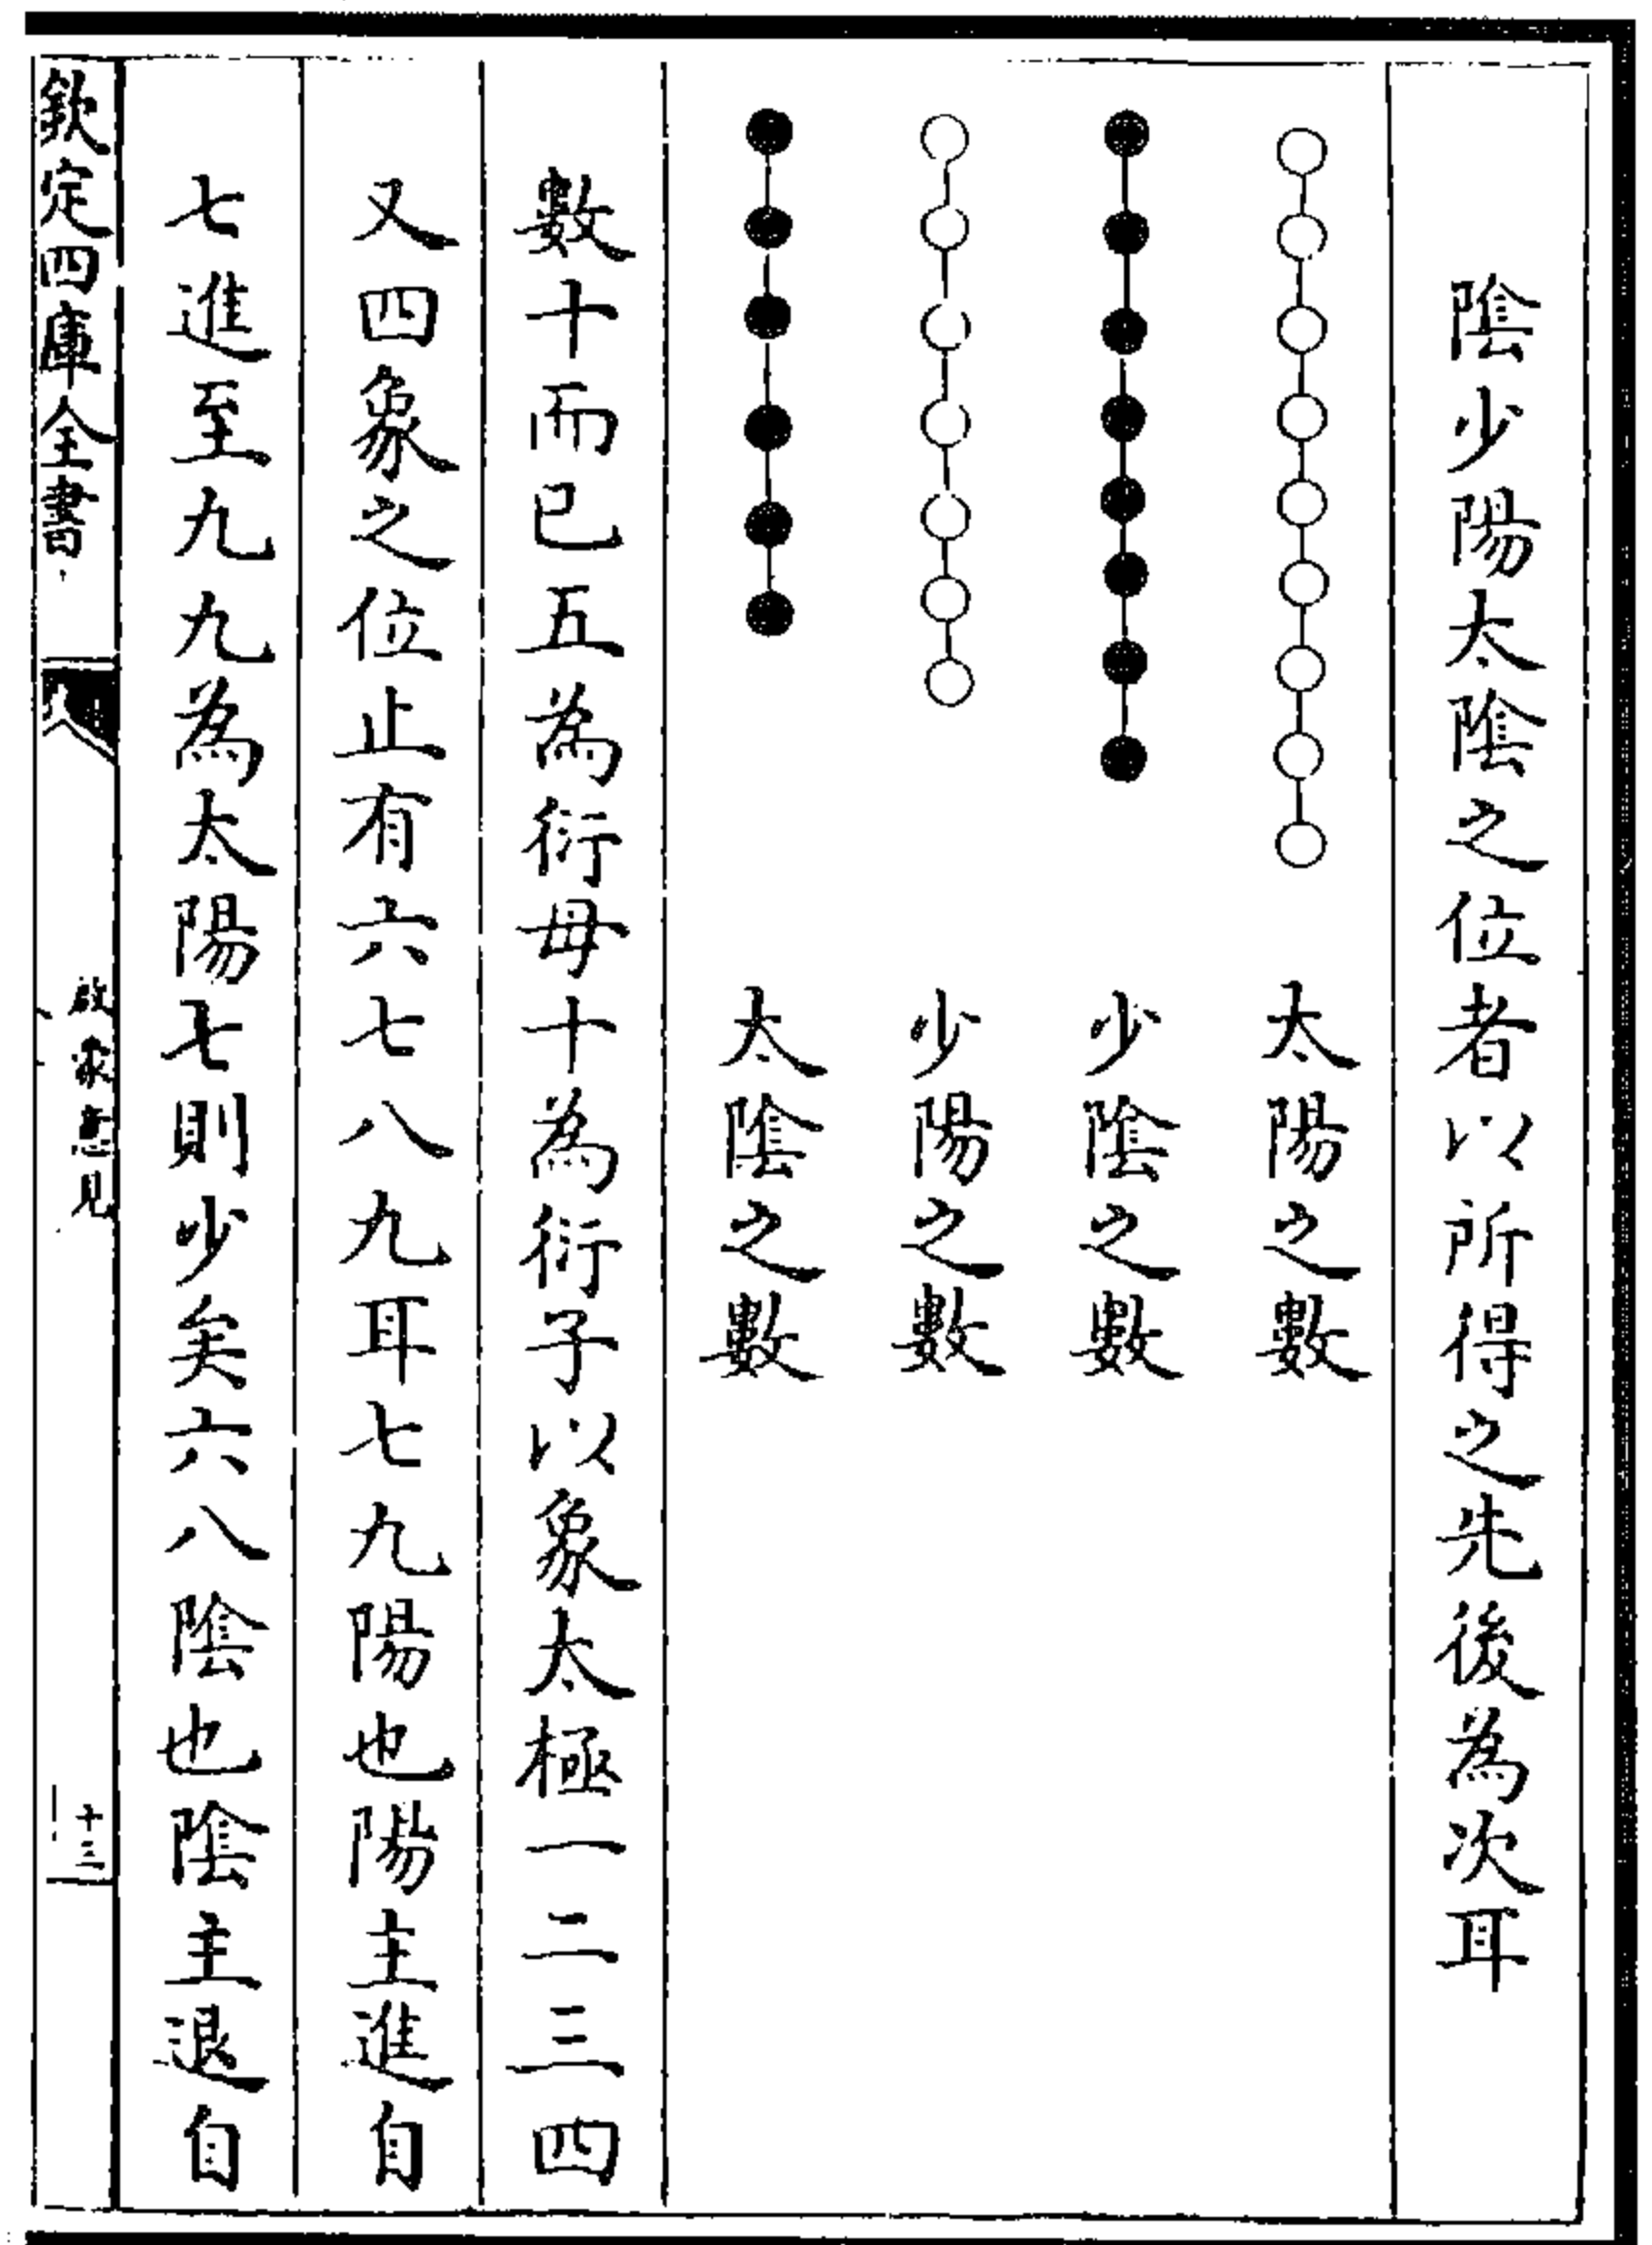 陰少陽太陰之位者以所得之先後為次耳
太陽之數
少陰之數
少陽之數
太陰之數
數十而已五為衍母十為衍子以象太極一二三四
又四象之位止有六七八九耳七九陽也陽主進自
七進至九九為太陽七則少矣六八陰也陰主退自
欽定四庫全書
啟蒙意見
十三